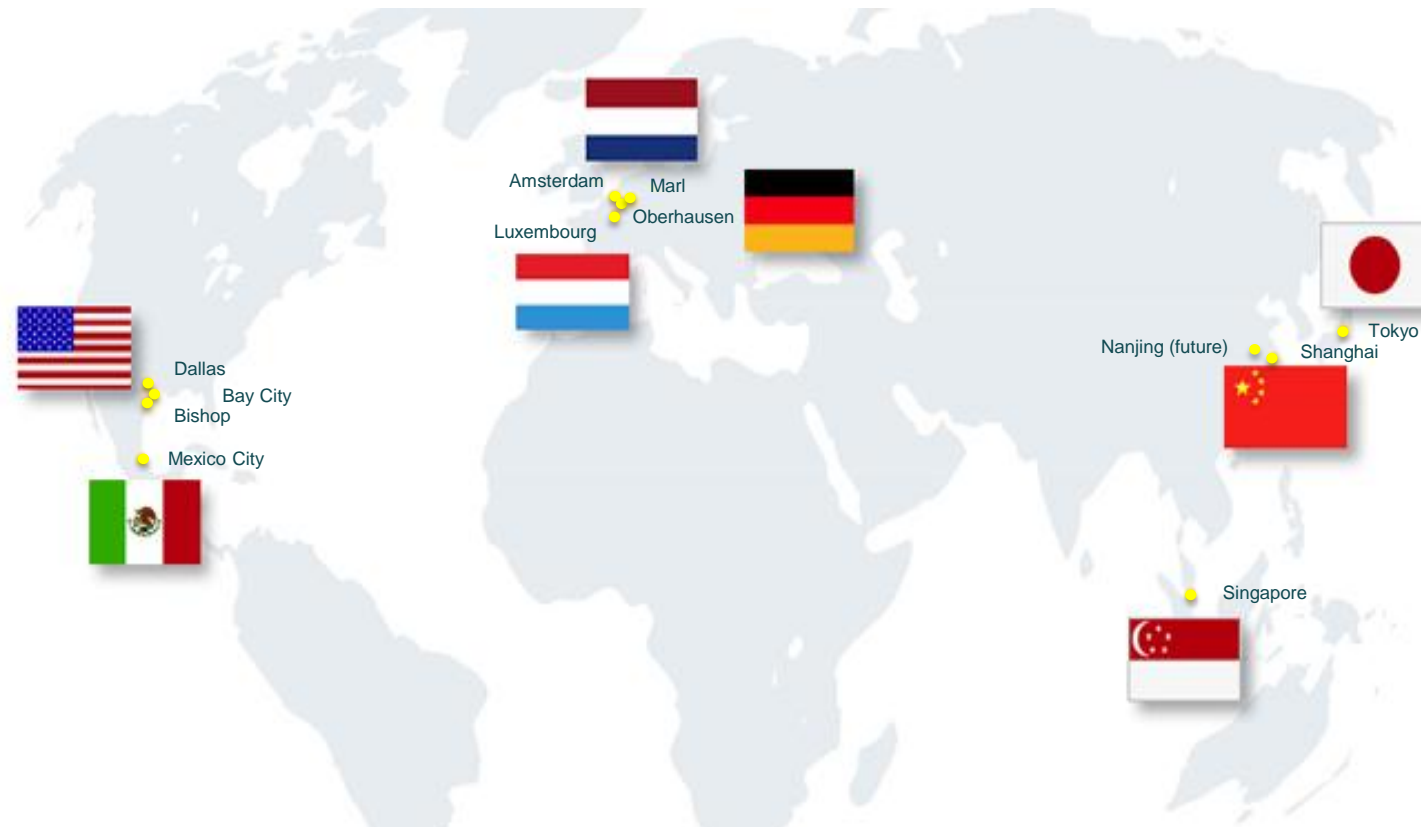 Amsterdam
Marl
Oberhausen
Luxembourg
Tokyo
Nanjing (future)
Shanghai
Dallas
Bay City
Bishop
Mexico City
Singapore